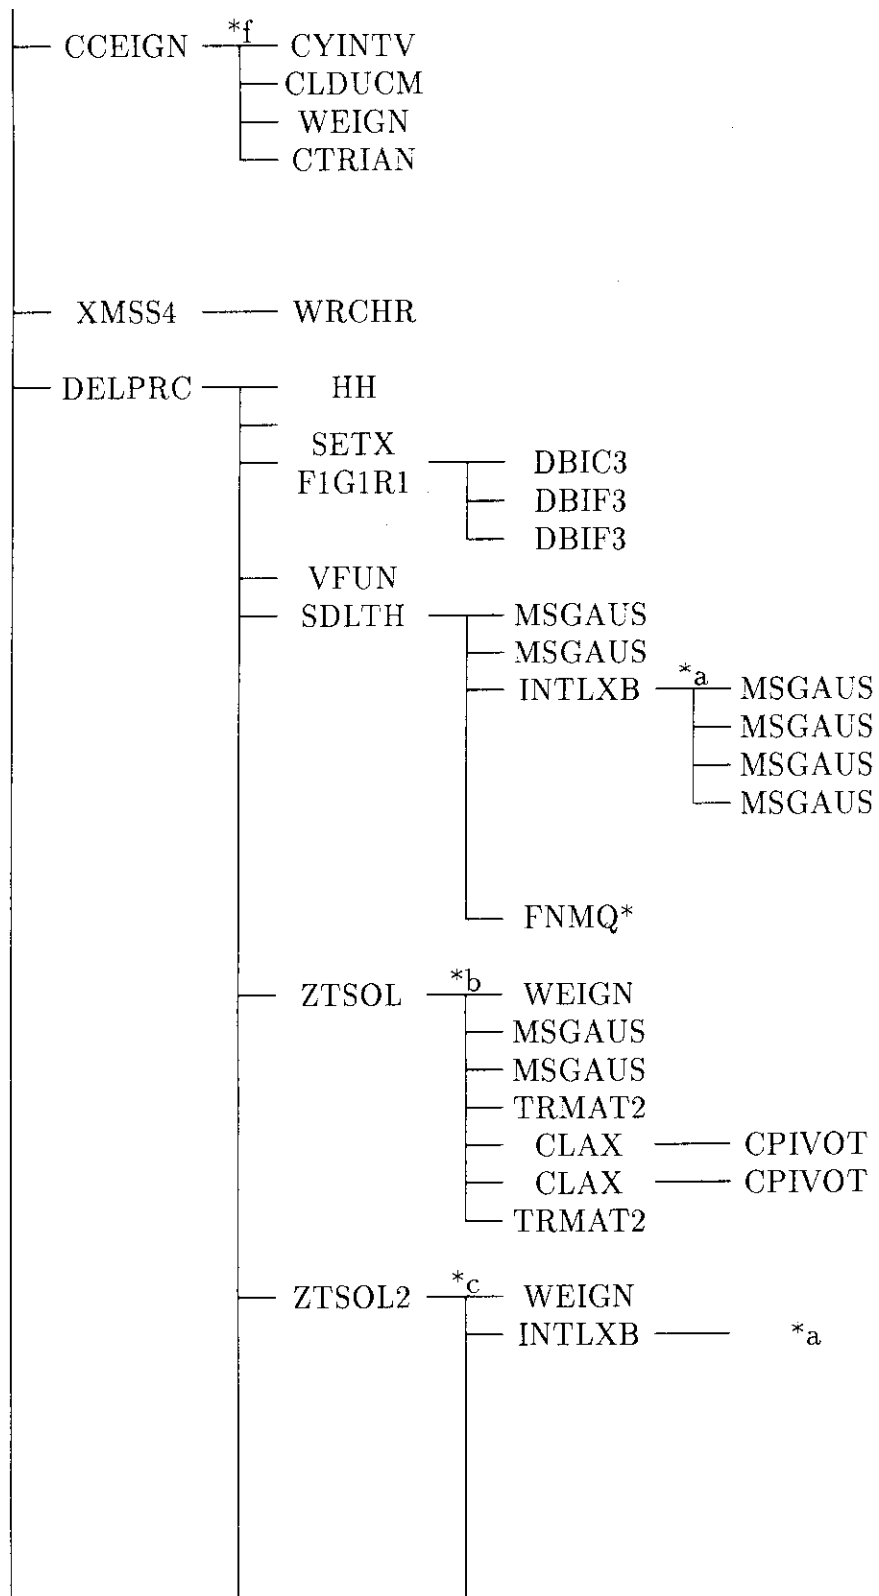 *f
CCEIGN CYINTV
CLDUCM
WEIGN
CTRIAN
XMSS4 WRCHR
DELPRC HH
SETX
F1G1R1 DBIC3
DBIF3
DBIF3
VFUN
SDLTH MSGAUS
MSGAUS
INTLXB *a MSGAUS
MSGAUS
MSGAUS
MSGAUS
FNMQ*
ZTSOL *b WEIGN
MSGAUS
MSGAUS
TRMAT2
CLAX CPIVOT
CLAX CPIVOT
TRMAT2
ZTSOL2 *c WEIGN
INTLXB *a